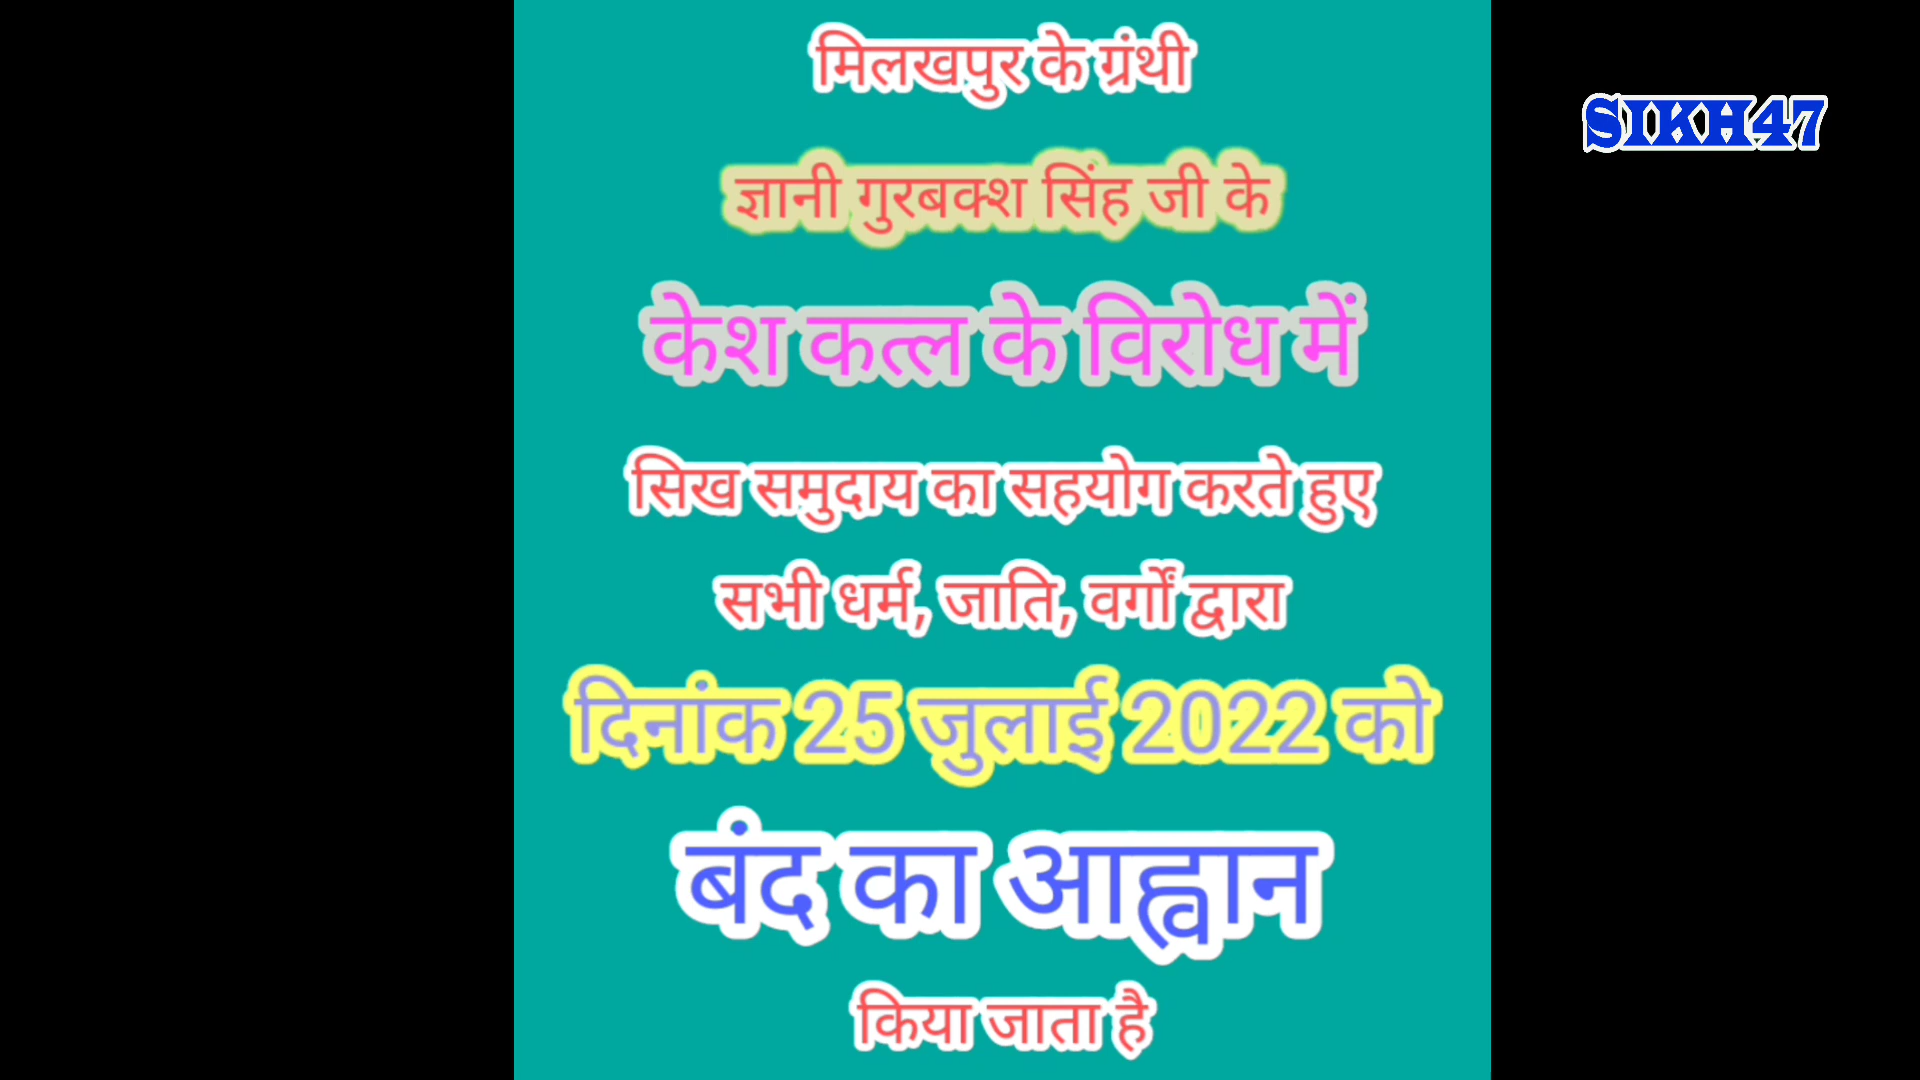 मिलखपुर के ग्रंथी
SIKH47
ज्ञानी गुरबक्श सिंह जी के
केश कत्ल के विरोध में
सिख समुदाय का सहयोग करते हुए
सभी धर्म, जाति, वर्गों द्वारा
दिनांक 25 जुलाई 2022 को
बंद का आह्वान
किया जाता है